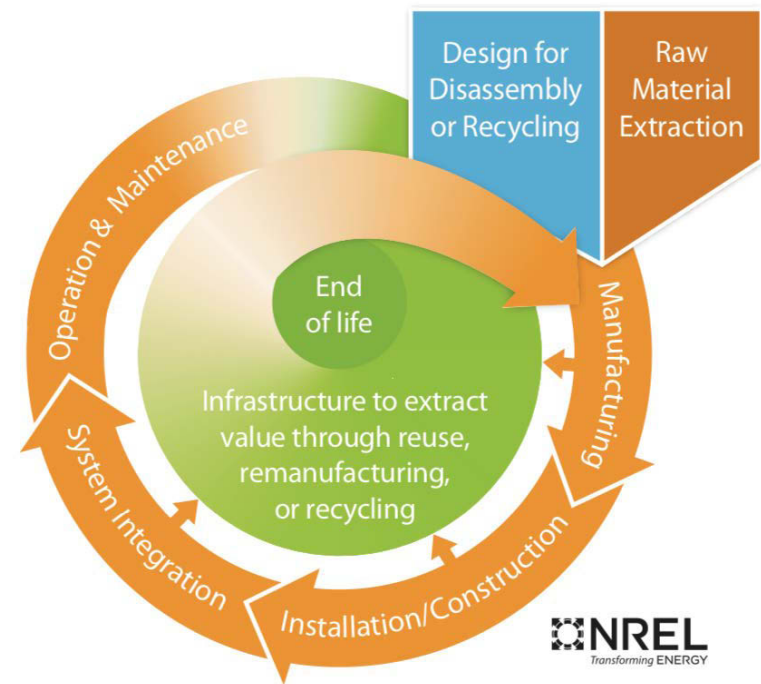 Design for
Disassembly
or Recycling
Raw
Material
Extraction
Manufacturing
Installation/Construction
System Integration
Operation & Maintenance
End
of life
Infrastructure to extract
value through reuse,
remanufacturing,
or recycling
NREL
Transforming ENERGY